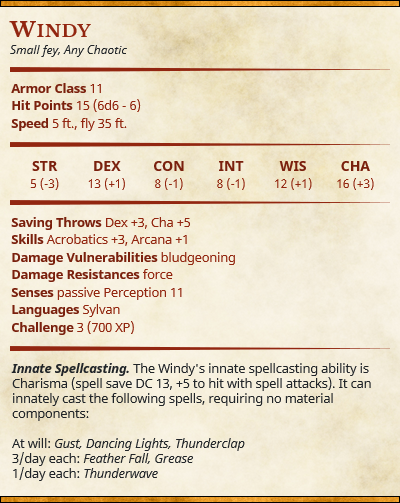 WINDY
Small fey, Any Chaotic
Armor Class 11
Hit Points 15 (6d6 - 6)
Speed 5 ft., fly 35 ft.
STR DEX CON INT WIS CHA
5 (-3) 13 (+1) 8 (-1) 8 (-1) 12 (+1) 16 (+3)
Saving Throws Dex +3, Cha +5
Skills Acrobatics +3, Arcana +1
Damage Vulnerabilities bludgeoning
Damage Resistances force
Senses passive Perception 11
Languages Sylvan
Challenge 3 (700 XP)
Innate Spellcasting. The Windy's innate spellcasting ability is
Charisma (spell save DC 13, +5 to hit with spell attacks). It can
innately cast the following spells, requiring no material
components:
At will: Gust, Dancing Lights, Thunderclap
3/day each: Feather Fall, Grease
1/day each: Thunderwave